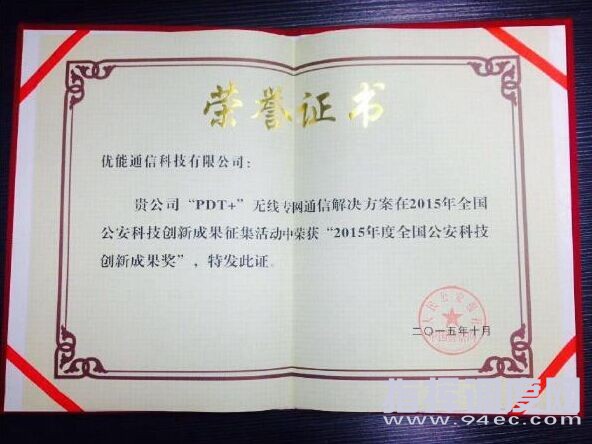 荣誉证书
优能通信科技有限公司：
贵公司“PDT+”无线专网通信解决方案在2015年全国
公安科技创新成果征集活动中荣获“2015年度全国公安科技
创新成果奖”，特发此证。
二〇一五年十月
www.94ec.com